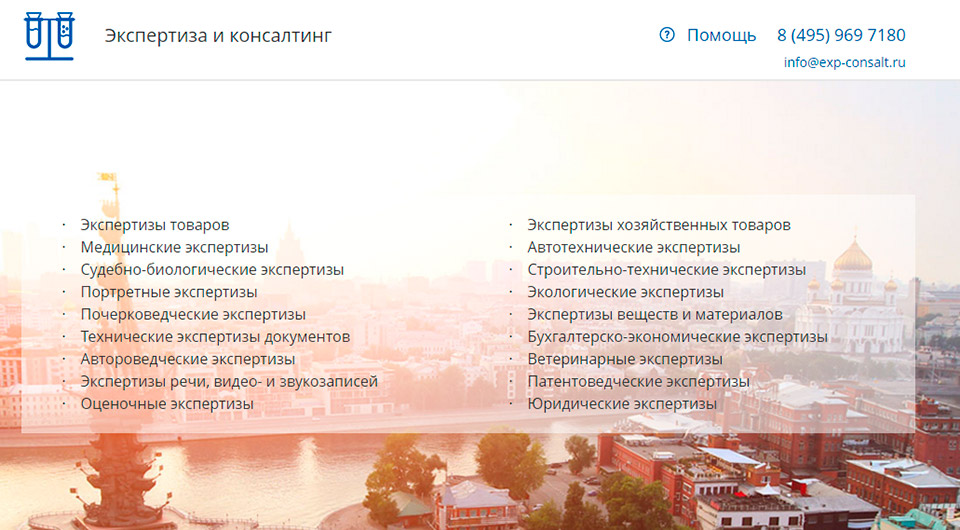 Экспертиза и консалтинг
Помощь 8 (495) 969 7180
info@exp-consalt.ru
· Экспертизы товаров
· Медицинские экспертизы
· Судебно-биологические экспертизы
· Портретные экспертизы
· Почерковедческие экспертизы
· Технические экспертизы документов
· Автороведческие экспертизы
· Экспертизы речи, видео- и звукозаписей
· Оценочные экспертизы
· Экспертизы хозяйственных товаров
· Автотехнические экспертизы
· Строительно-технические экспертизы
· Экологические экспертизы
· Экспертизы веществ и материалов
· Бухгалтерско-экономические экспертизы
· Ветеринарные экспертизы
· Патентоведческие экспертизы
· Юридические экспертизы